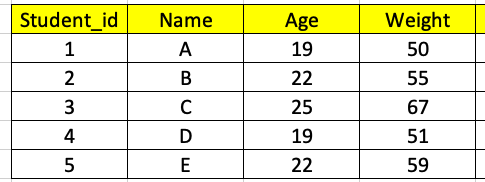 Student_id Name Age Weight
1 A 19 50
2 B 22 55
3 C 25 67
4 D 19 51
5 E 22 59